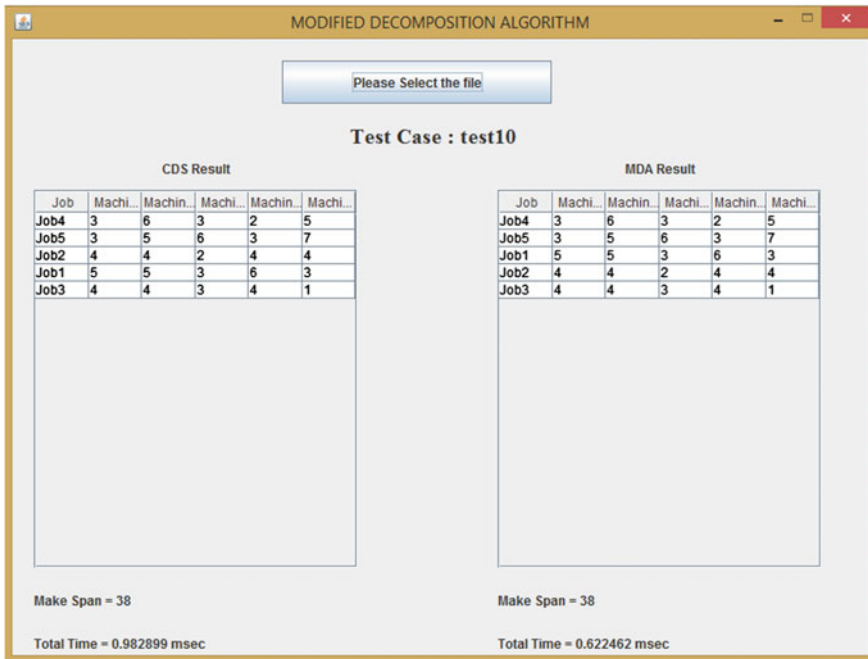 MODIFIED DECOMPOSITION ALGORITHM
Please Select the file
Test Case : test10
CDS Result
Job Machi... Machin... Machi... Machin... Machi...
Job4 3 6 3 2 5
Job5 3 5 6 3 7
Job2 4 4 2 4 4
Job1 5 5 3 6 3
Job3 4 4 3 4 1
Make Span = 38
Total Time = 0.982899 msec
MDA Result
Job Machi... Machin... Machi... Machin... Machi...
Job4 3 6 3 2 5
Job5 3 5 6 3 7
Job1 5 5 3 6 3
Job2 4 4 2 4 4
Job3 4 4 3 4 1
Make Span = 38
Total Time = 0.622462 msec